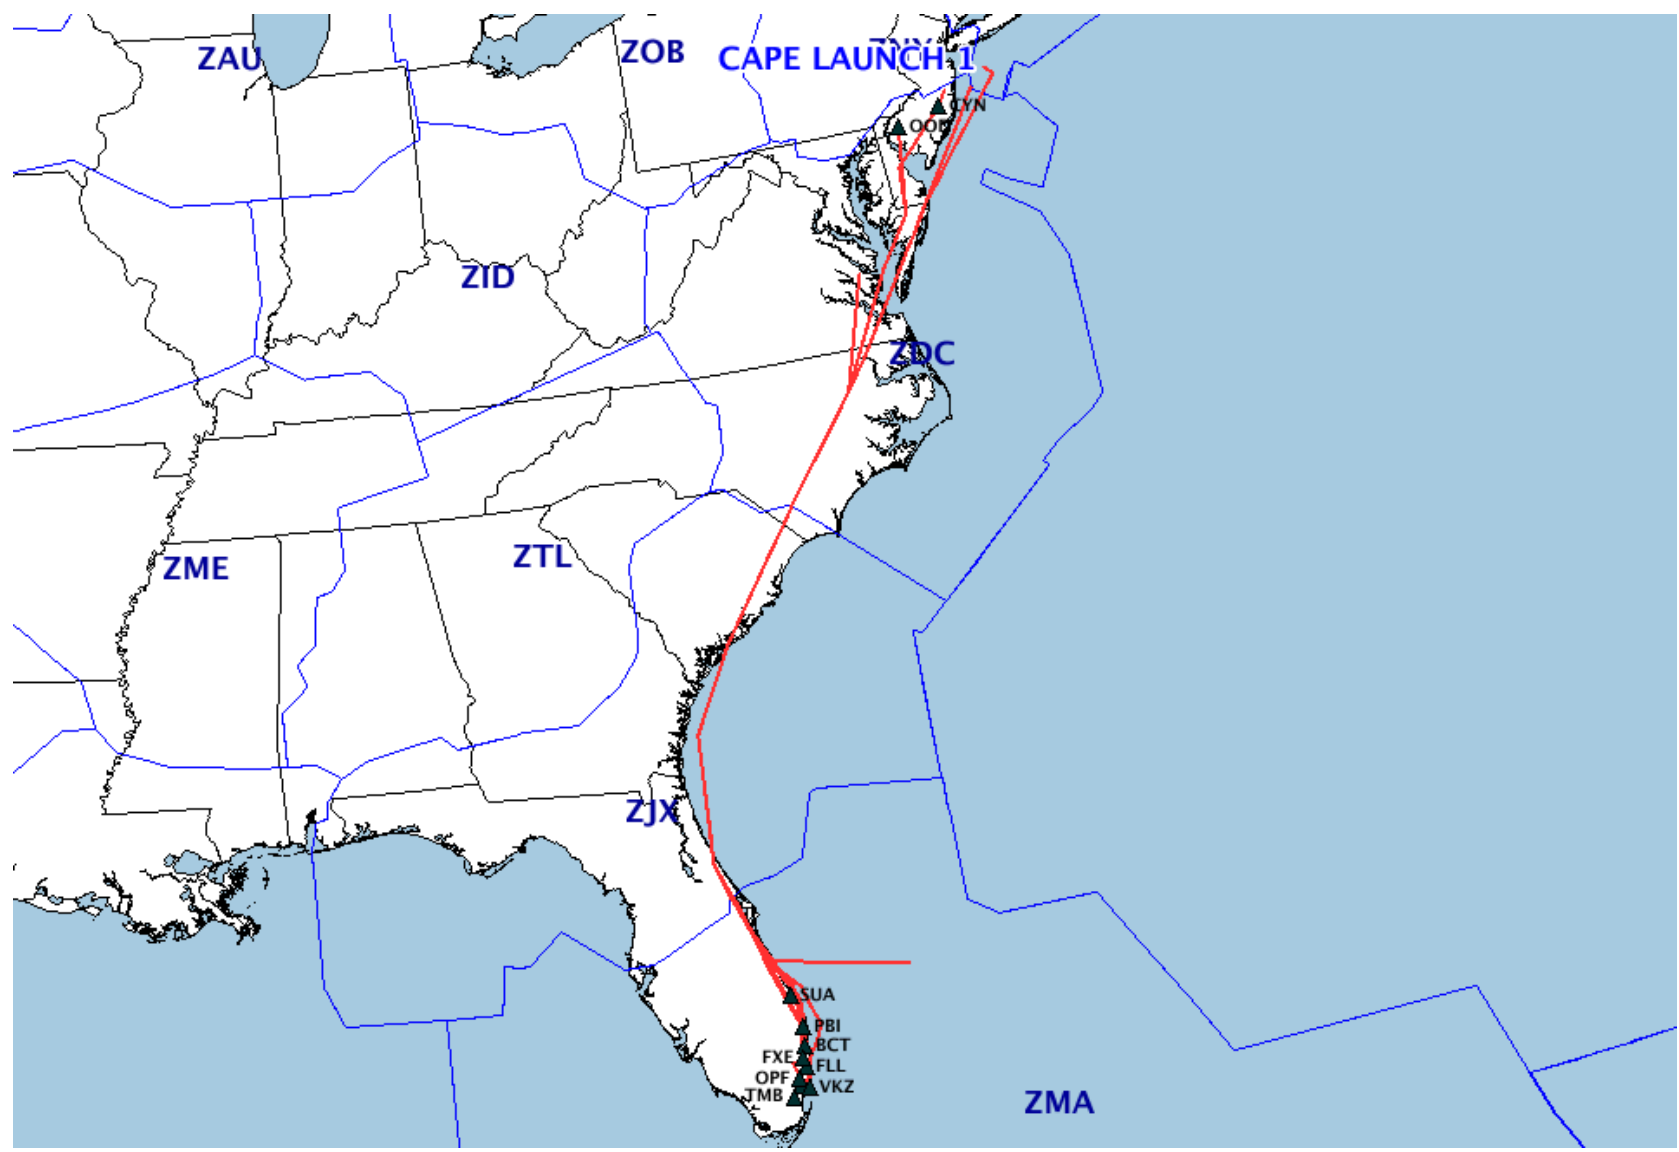 ZAU
ZOB
CAPE LAUNCH 1
CYN
ZID
ZDC
ZME
ZTL
ZJX
SUA
PBI
BCT
FXE
FLL
OPF
VKZ
TMB
ZMA